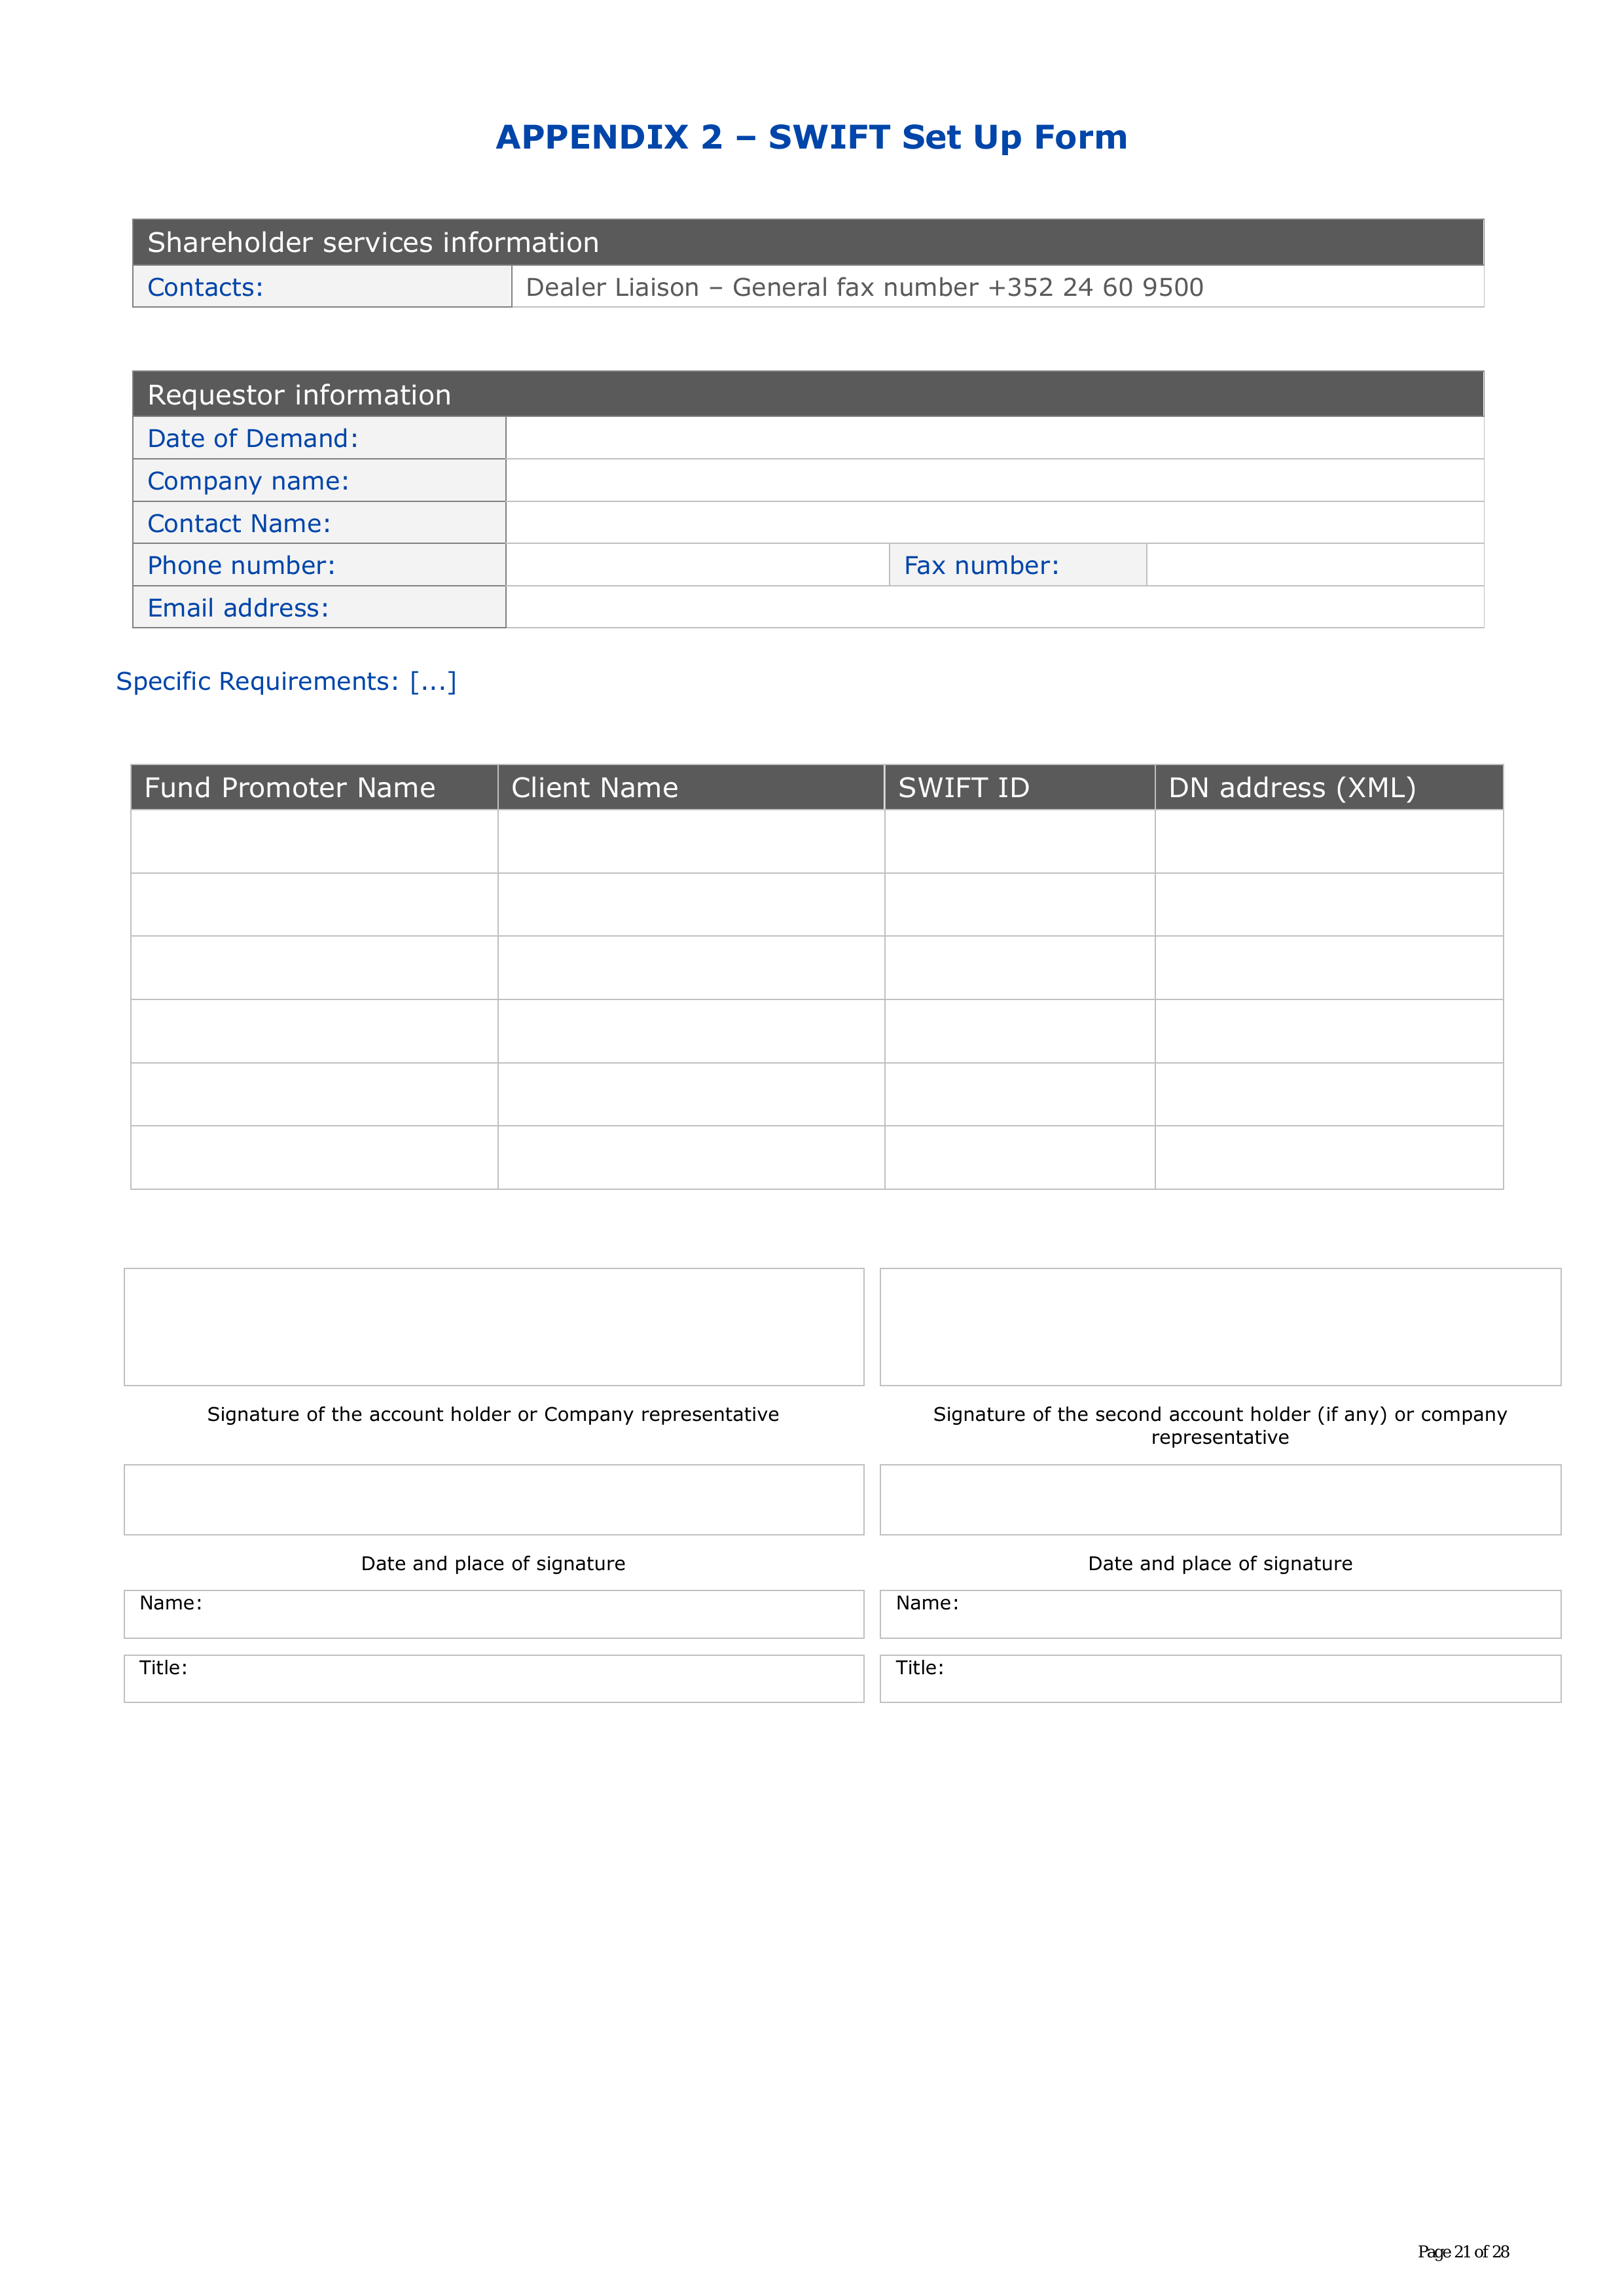 APPENDIX 2 – SWIFT Set Up Form
Shareholder services information
Contacts: Dealer Liaison – General fax number +352 24 60 9500
Requestor information
Date of Demand:
Company name:
Contact Name:
Phone number: Fax number:
Email address:
Specific Requirements: [...]
Fund Promoter Name Client Name SWIFT ID DN address (XML)
Signature of the account holder or Company representative
Signature of the second account holder (if any) or company
representative
Date and place of signature Date and place of signature
Name: Name:
Title: Title:
Page 21 of 28